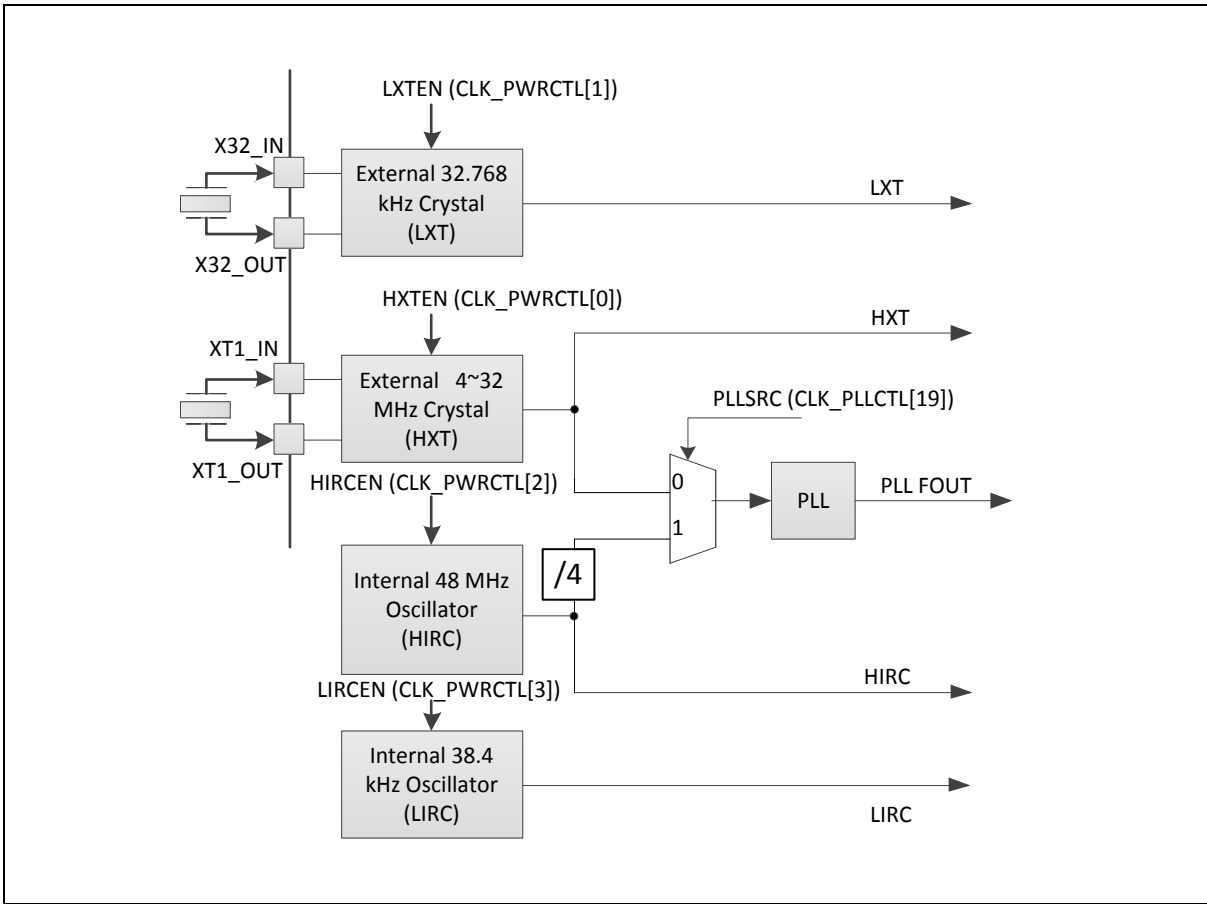 LXTEN (CLK_PWRCTL[1])
X32_IN
External 32.768
kHz Crystal
(LXT)
LXT
X32_OUT
HXTEN (CLK_PWRCTL[0])
HXT
XT1_IN
External 4~32
MHz Crystal
(HXT)
PLLSRC (CLK_PLLCTL[19])
XT1_OUT
HIRCEN (CLK_PWRCTL[2])
0
1
PLL
PLL FOUT
/4
Internal 48 MHz
Oscillator
(HIRC)
HIRC
LIRCEN (CLK_PWRCTL[3])
Internal 38.4
kHz Oscillator
(LIRC)
LIRC